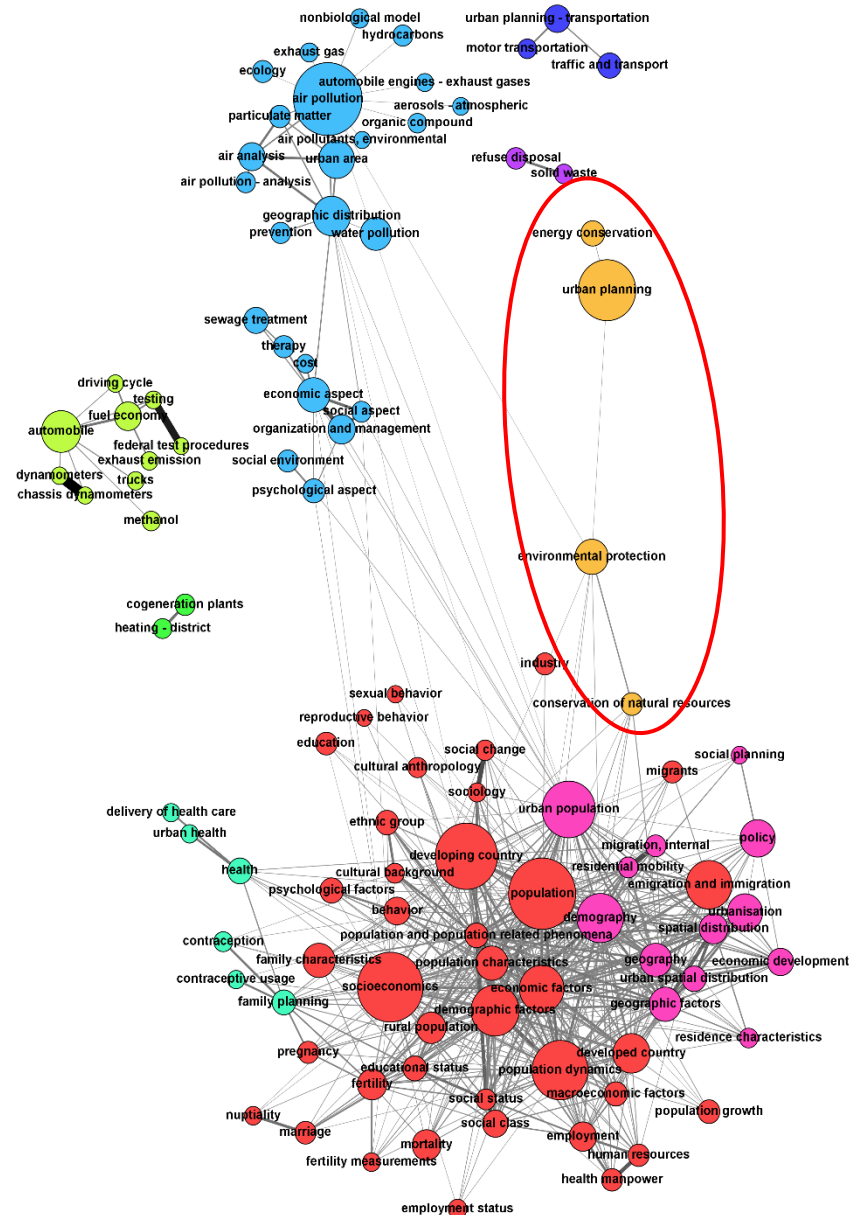 nonbiological model
urban planning - transportation
hydrocarbons
motor transportation
exhaust gas
traffic and transport
ecology
automobile engines - exhaust gases
air pollution
aerosols - atmospheric
particulate matter
organic compound
air pollutants, environmental
air analysis
urban area
refuse disposal
solid waste
air pollution - analysis
geographic distribution
prevention
water pollution
energy conservation
urban planning
sewage treatment
therapy
cost
driving cycle
economic aspect
testing
social aspect
fuel economy
automobile
organization and management
federal test procedures
exhaust emission
social environment
dynamometers
trucks
chassis dynamometers
psychological aspect
methanol
environmental protection
cogeneration plants
heating - district
industry
sexual behavior
conservation of natural resources
reproductive behavior
education
social change
social planning
cultural anthropology
migrants
sociology
delivery of health care
urban population
ethnic group
urban health
policy
migration, internal
developing country
residential mobility
health
cultural background
emigration and immigration
psychological factors
population
behavior
demography
urbanisation
spatial distribution
population and population related phenomena
contraception
family characteristics
population characteristics
geography
economic development
contraceptive usage
urban spatial distribution
socioeconomics
economic factors
family planning
geographic factors
demographic factors
rural population
residence characteristics
pregnancy
developed country
educational status
population dynamics
fertility
macroeconomic factors
social status
population growth
nuptiality
social class
marriage
employment
mortality
human resources
fertility measurements
health manpower
employment status